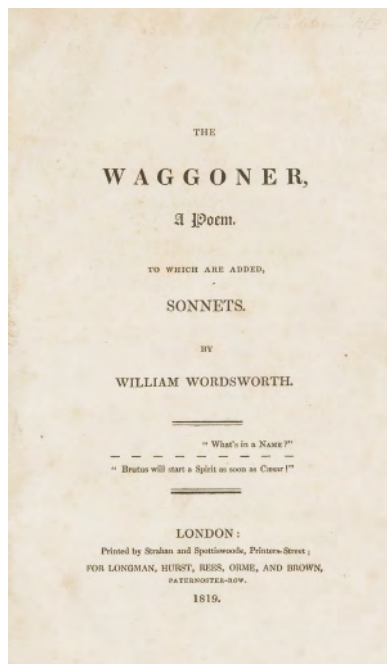 THE
WAGGONER,
A Poem.
TO WHICH ARE ADDED,
SONNETS.
BY
WILLIAM WORDSWORTH.
"What's in a NAME?"
"Brutus will start a Spirit as soon as Cæsar!"
LONDON:
Printed by Strahan and Spottiswoode, Printers-Street;
FOR LONGMAN, HURST, REES, ORME, AND BROWN,
PATERNOSTER-ROW.
1819.